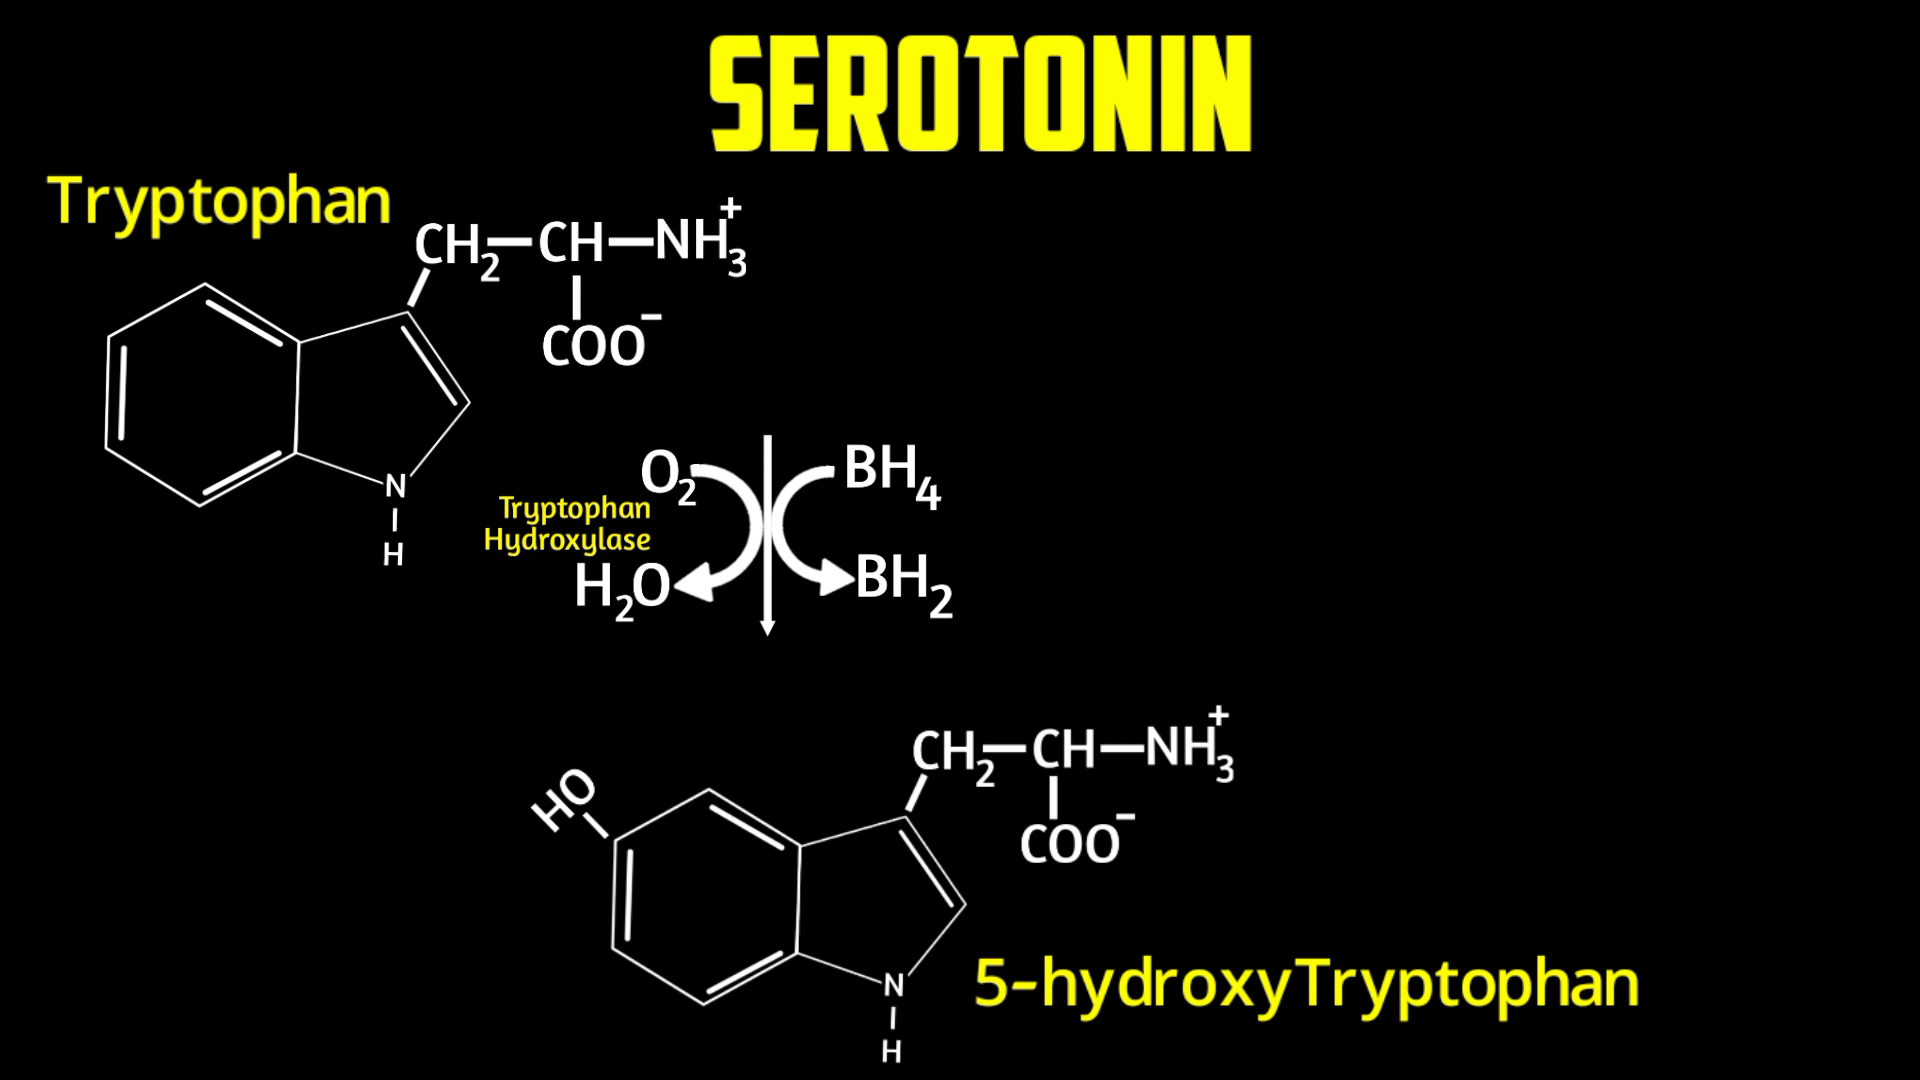 SEROTONIN
Tryptophan
CH₂—CH—NH₃⁺
COO⁻
N
H
O₂
BH₄
Tryptophan
Hydroxylase
H₂O
BH₂
CH₂—CH—NH₃⁺
HO
COO⁻
N
H
5-hydroxyTryptophan